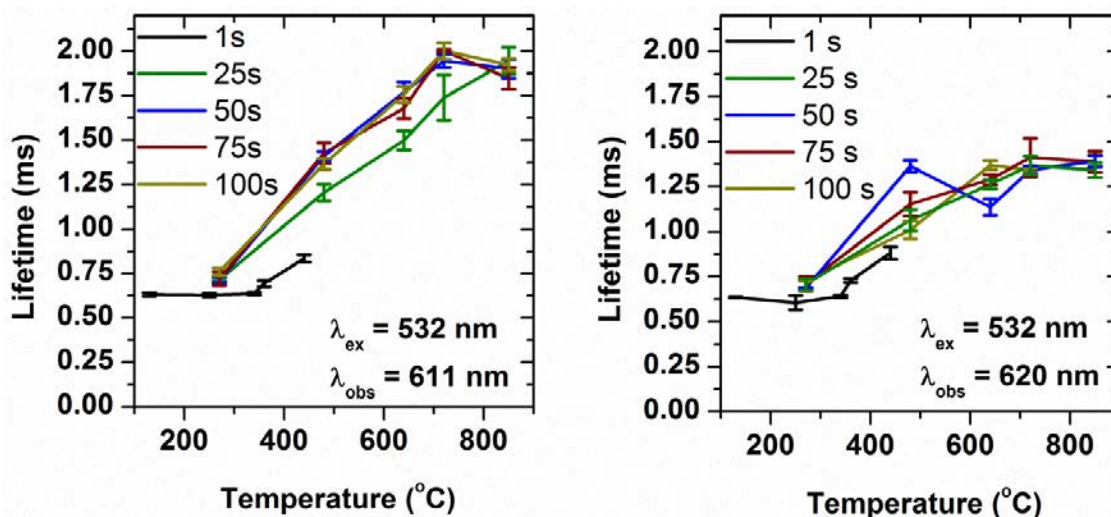 2.00
1.75
1.50
1.25
1.00
0.75
0.50
0.25
0.00
Lifetime (ms)
1s
25s
50s
75s
100s
λex = 532 nm
λobs = 611 nm
200 400 600 800
Temperature (oC)
2.00
1.75
1.50
1.25
1.00
0.75
0.50
0.25
0.00
Lifetime (ms)
1 s
25 s
50 s
75 s
100 s
λex = 532 nm
λobs = 620 nm
200 400 600 800
Temperature (oC)